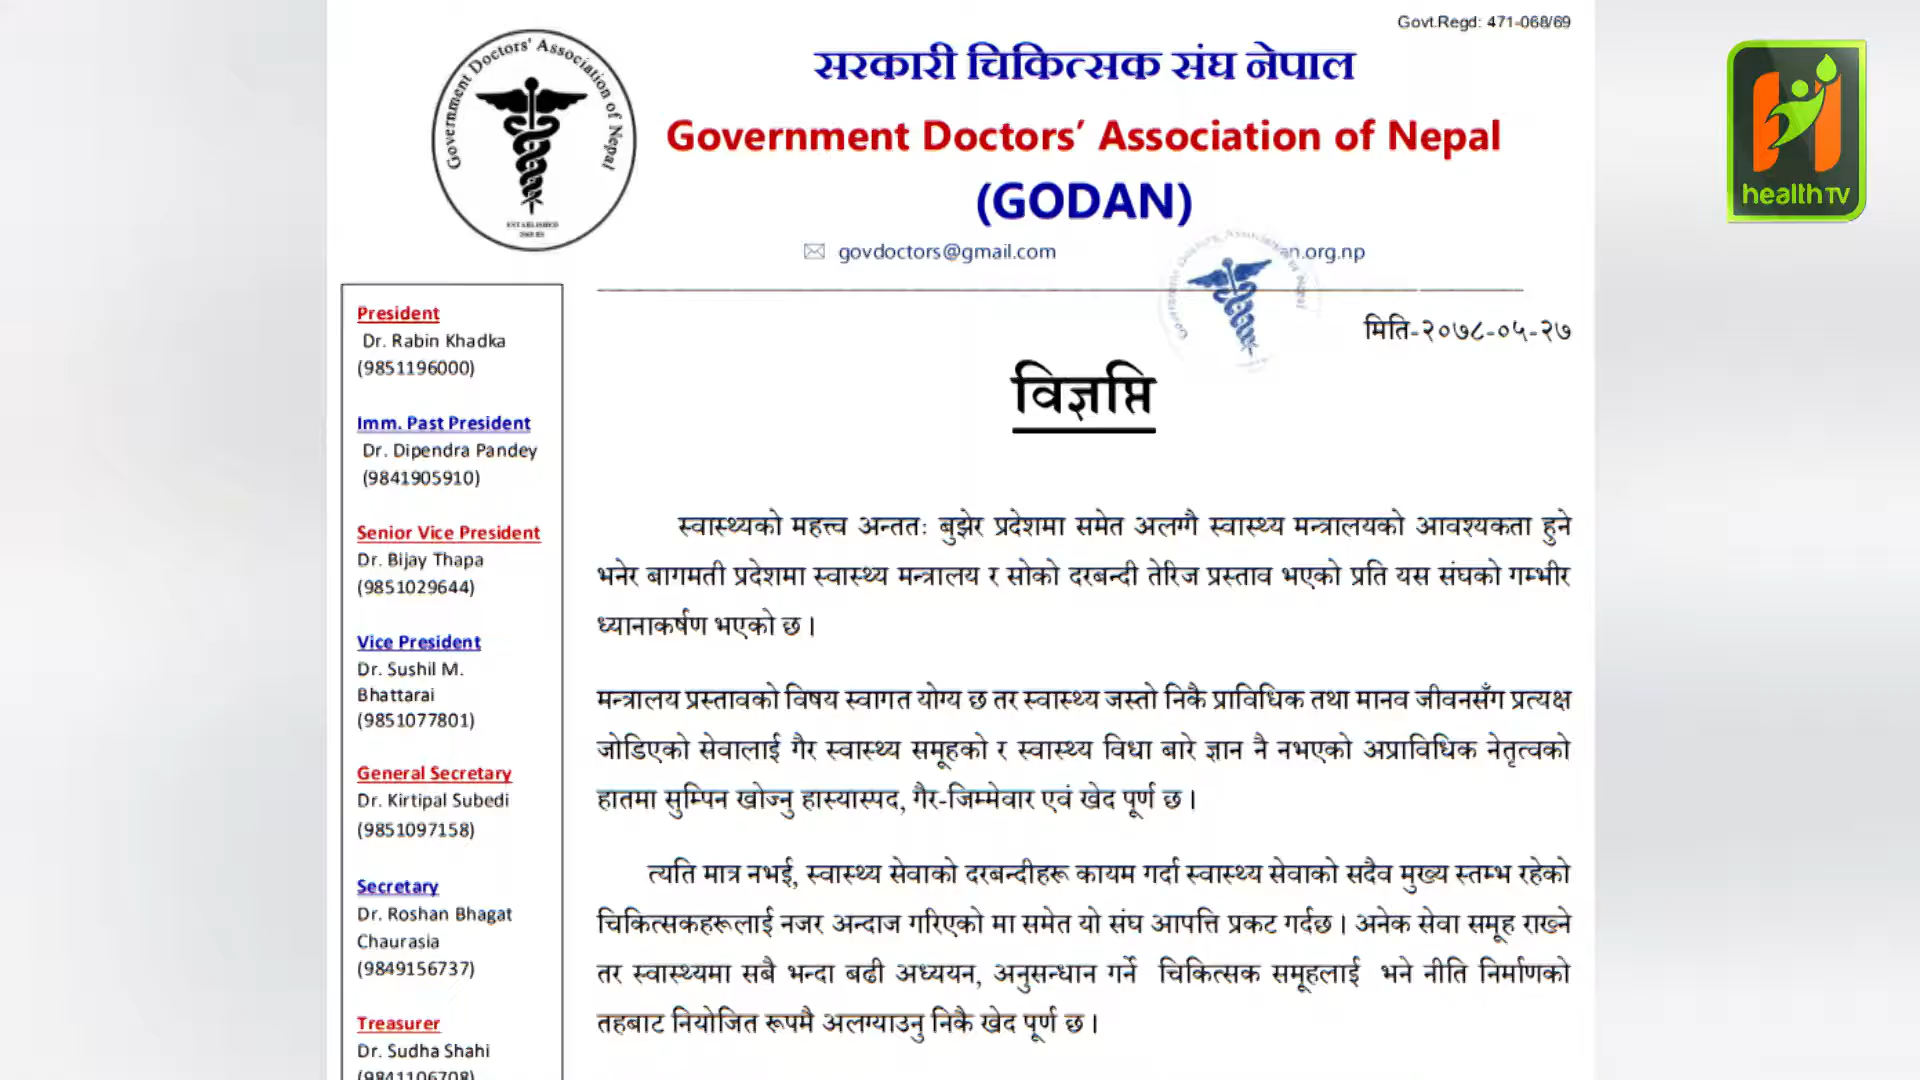 Govt.Regd: 471-068/69
सरकारी चिकित्सक संघ नेपाल
Government Doctors' Association of Nepal
(GODAN)
govdoctors@gmail.com
an.org.np
Government Doctors' Association of Nepal
ESTABLISHED
healthTV
मिति-२०७८-०५-२७
विज्ञप्ति
President
Dr. Rabin Khadka
(9851196000)
Imm. Past President
Dr. Dipendra Pandey
(9841905910)
Senior Vice President
Dr. Bijay Thapa
(9851029644)
Vice President
Dr. Sushil M.
Bhattarai
(9851077801)
General Secretary
Dr. Kirtipal Subedi
(9851097158)
Secretary
Dr. Roshan Bhagat
Chaurasia
(9849156737)
Treasurer
Dr. Sudha Shahi
(9841106708)
स्वास्थ्यको महत्त्व अन्ततः बुझेर प्रदेशमा समेत अलग्गै स्वास्थ्य मन्त्रालयको आवश्यकता हुने
भनेर बागमती प्रदेशमा स्वास्थ्य मन्त्रालय र सोको दरबन्दी तेरिज प्रस्ताव भएको प्रति यस संघको गम्भीर
ध्यानाकर्षण भएको छ।
मन्त्रालय प्रस्तावको विषय स्वागत योग्य छ तर स्वास्थ्य जस्तो निकै प्राविधिक तथा मानव जीवनसँग प्रत्यक्ष
जोडिएको सेवालाई गैर स्वास्थ्य समूहको र स्वास्थ्य विधा बारे ज्ञान नै नभएको अप्राविधिक नेतृत्वको
हातमा सुम्पिन खोज्नु हास्यास्पद, गैर-जिम्मेवार एवं खेद पूर्ण छ।
त्यति मात्र नभई, स्वास्थ्य सेवाको दरबन्दीहरू कायम गर्दा स्वास्थ्य सेवाको सदैव मुख्य स्तम्भ रहेको
चिकित्सकहरूलाई नजर अन्दाज गरिएको मा समेत यो संघ आपत्ति प्रकट गर्दछ। अनेक सेवा समूह राख्ने
तर स्वास्थ्यमा सबै भन्दा बढी अध्ययन, अनुसन्धान गर्ने चिकित्सक समूहलाई भने नीति निर्माणको
तहबाट नियोजित रूपमै अलग्याउनु निकै खेद पूर्ण छ।